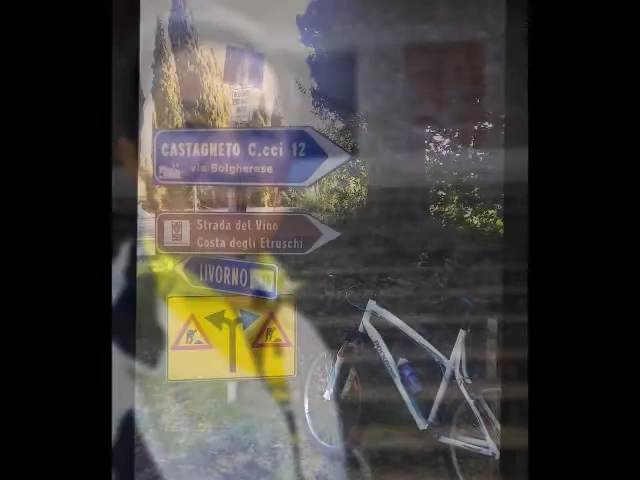 CASTAGNETO C.cci 12
via Bolgherese
Strada del Vino
Costa degli Etruschi
LIVORNO